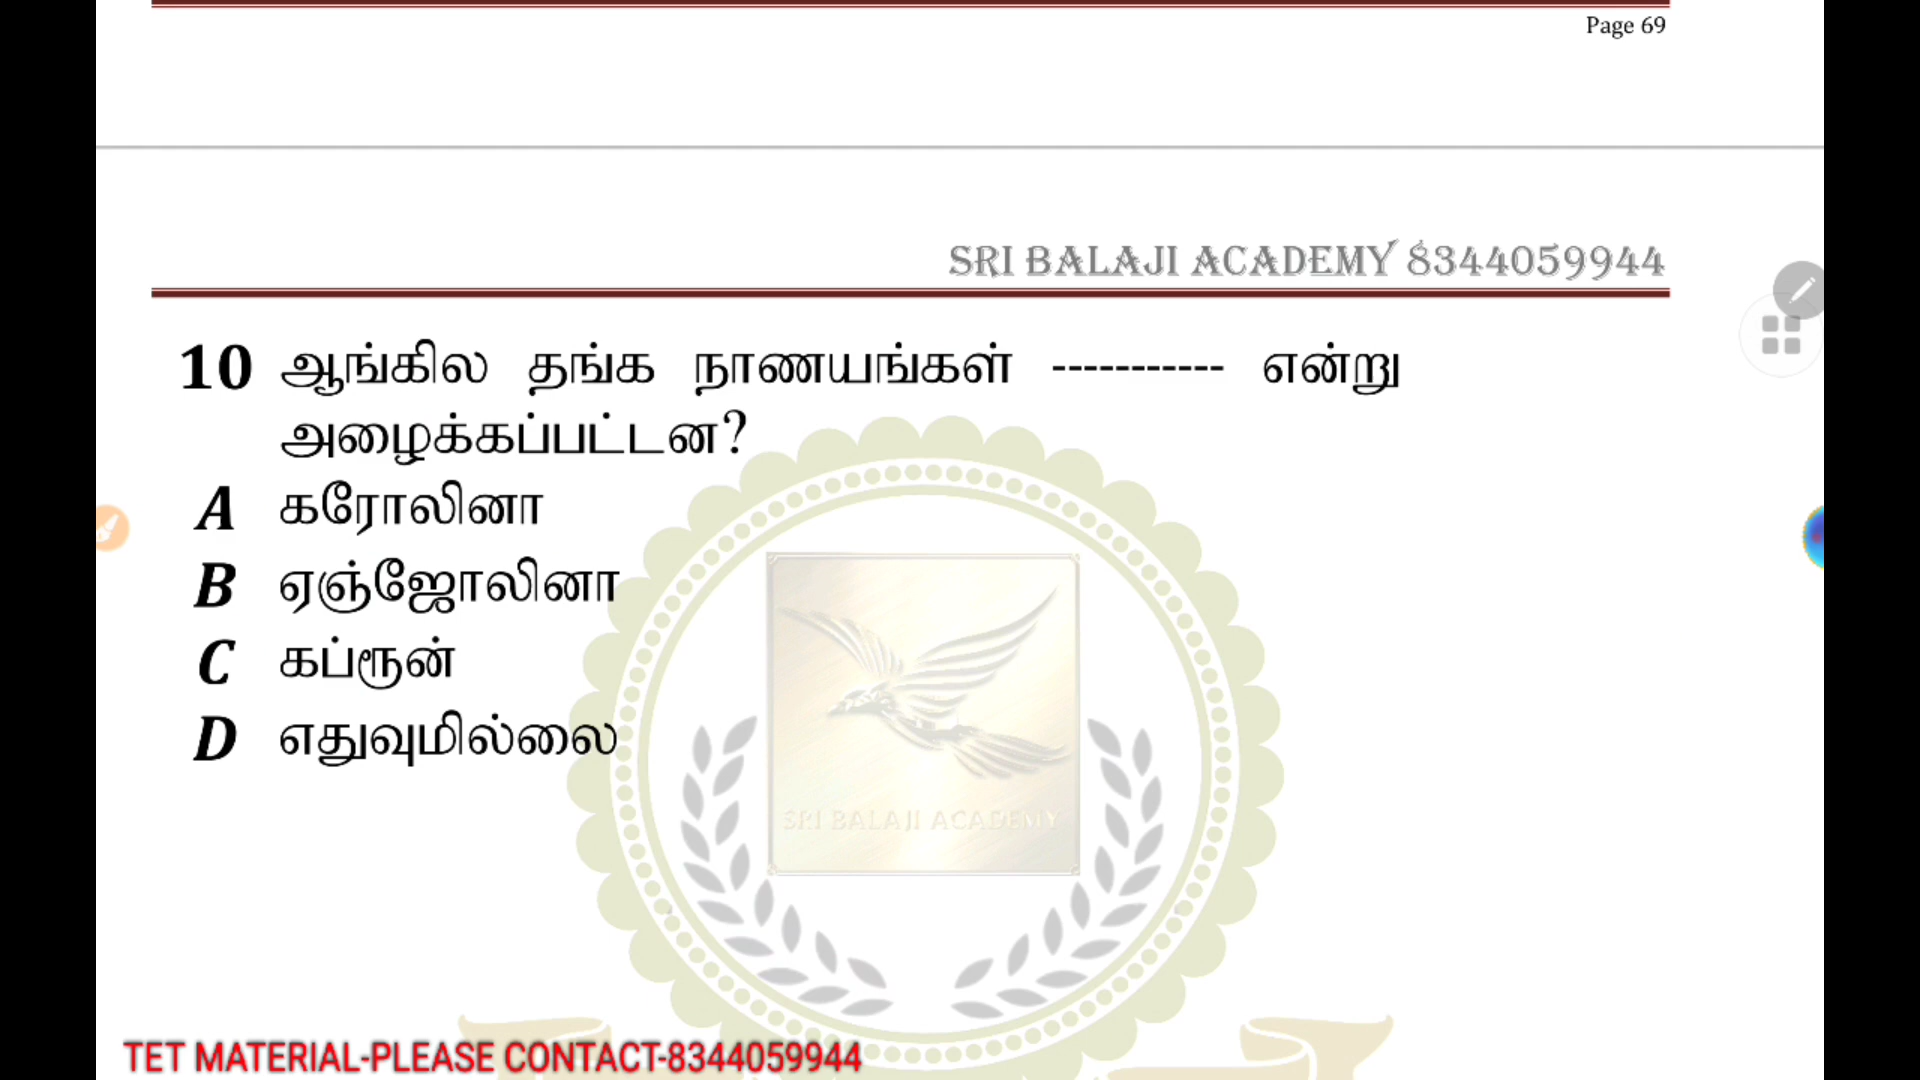 Page 69
SRI BALAJI ACADEMY 8344059944
10 ஆங்கில தங்க நாணயங்கள் ----------- என்று
அழைக்கப்பட்டன?
A கரோலினா
B ஏஞ்ஜோலினா
C கப்ரூன்
D எதுவுமில்லை
SRI BALAJI ACADEMY
TET MATERIAL-PLEASE CONTACT-8344059944